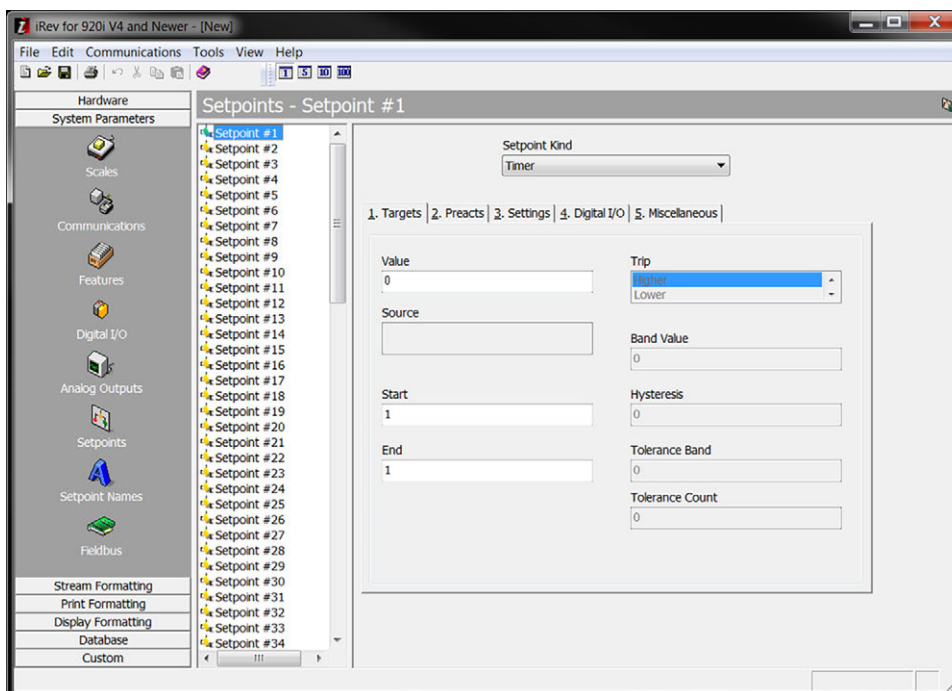 iRev for 920i V4 and Newer - [New]
File Edit Communications Tools View Help
1 5 10 100
Hardware
System Parameters
Scales
Communications
Features
Digital I/O
Analog Outputs
Setpoints
Setpoint Names
Fieldbus
Stream Formatting
Print Formatting
Display Formatting
Database
Custom
Setpoints - Setpoint #1
Setpoint #1
Setpoint #2
Setpoint #3
Setpoint #4
Setpoint #5
Setpoint #6
Setpoint #7
Setpoint #8
Setpoint #9
Setpoint #10
Setpoint #11
Setpoint #12
Setpoint #13
Setpoint #14
Setpoint #15
Setpoint #16
Setpoint #17
Setpoint #18
Setpoint #19
Setpoint #20
Setpoint #21
Setpoint #22
Setpoint #23
Setpoint #24
Setpoint #25
Setpoint #26
Setpoint #27
Setpoint #28
Setpoint #29
Setpoint #30
Setpoint #31
Setpoint #32
Setpoint #33
Setpoint #34
Setpoint Kind
Timer
1. Targets 2. Preacts 3. Settings 4. Digital I/O 5. Miscellaneous
Value
0
Source
Start
1
End
1
Trip
Higher
Lower
Band Value
0
Hysteresis
0
Tolerance Band
0
Tolerance Count
0